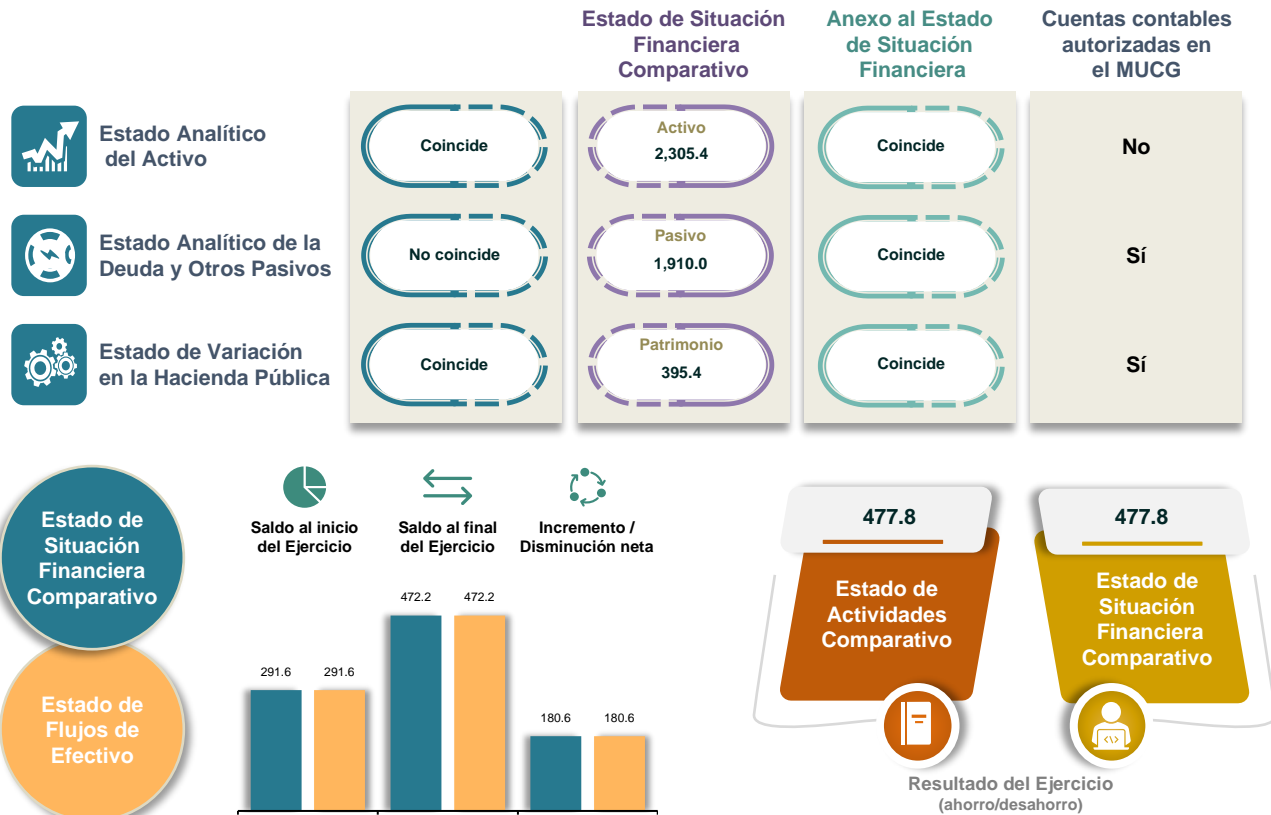 Estado de Situación
Financiera
Comparativo
Anexo al Estado
de Situación
Financiera
Cuentas contables
autorizadas en
el MUCG
Estado Analítico
del Activo
Coincide
Activo
2,305.4
Coincide
No
Estado Analítico de la
Deuda y Otros Pasivos
No coincide
Pasivo
1,910.0
Coincide
Sí
Estado de Variación
en la Hacienda Pública
Coincide
Patrimonio
395.4
Coincide
Sí
Estado de
Situación
Financiera
Comparativo
Estado de
Flujos de
Efectivo
Saldo al inicio
del Ejercicio
Saldo al final
del Ejercicio
Incremento /
Disminución neta
291.6
291.6
472.2
472.2
180.6
180.6
477.8
Estado de
Actividades
Comparativo
477.8
Estado de
Situación
Financiera
Comparativo
Resultado del Ejercicio
(ahorro/desahorro)